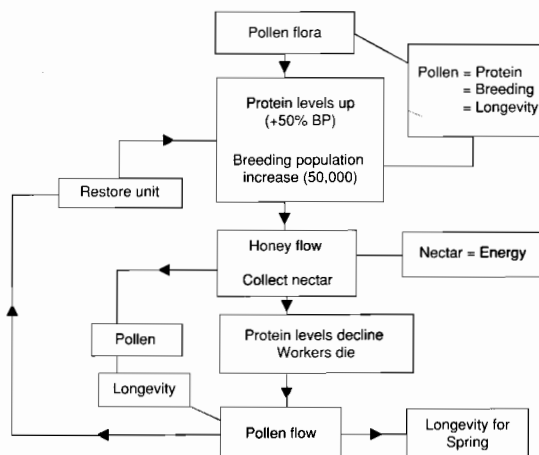 Pollen flora
Pollen = Protein
= Breeding
= Longevity
Protein levels up
(+50% BP)
Breeding population
increase (50,000)
Restore unit
Honey flow
Collect nectar
Nectar = Energy
Pollen
Protein levels decline
Workers die
Longevity
Pollen flow
Longevity for
Spring